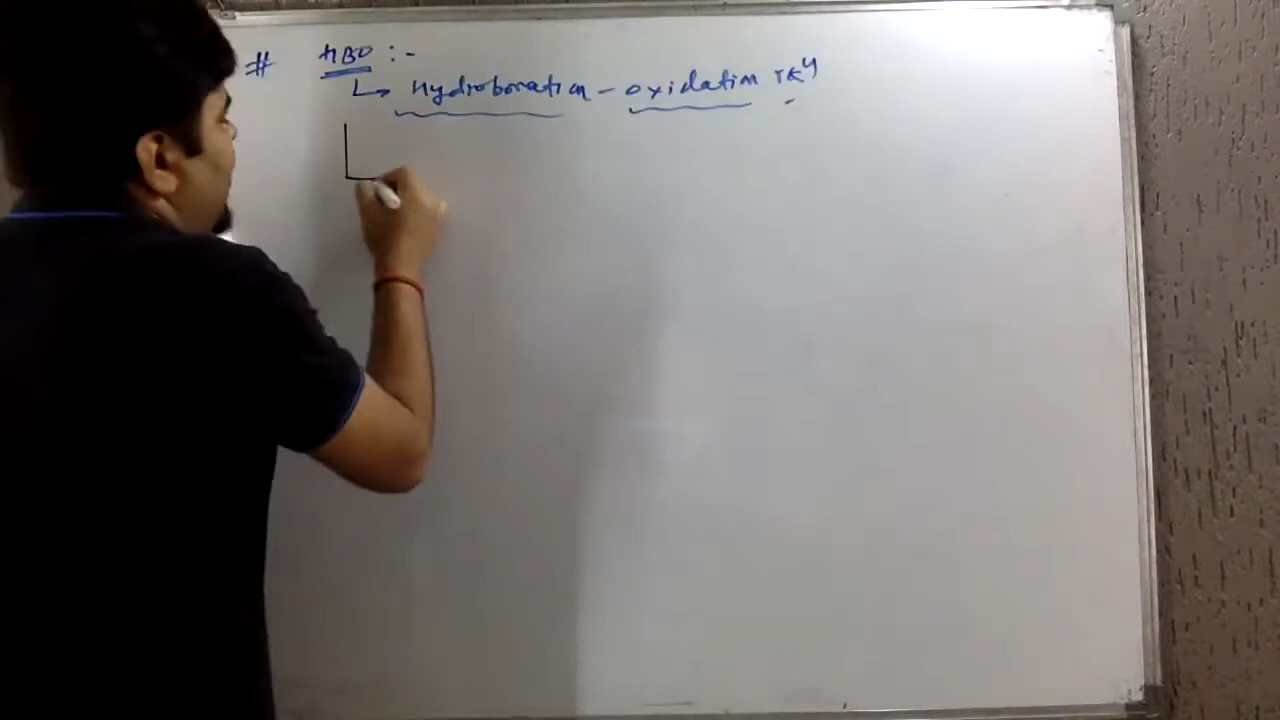 # HBO :-
↳ Hydroboration - oxidation rxⁿ